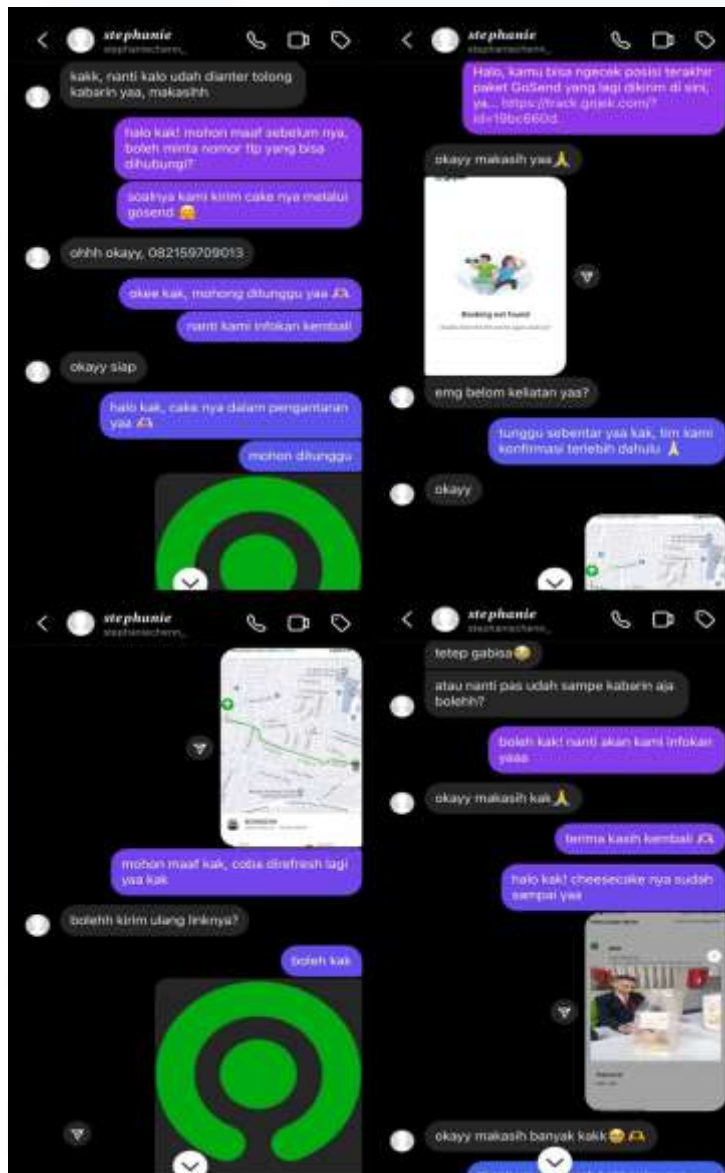 stephanie
kakk, nanti kalo udah dianter tolong
kabarin yaa, makasihh
halo kak! mohon maaf sebelum nya,
boleh minta nomor tlp yang bisa
dihubungi?
soalnya kami kirim cake nya melalui
gosend 🤗
ohhh okayy, 082159709013
okee kak, mohong ditunggu yaa 🫶🏻
nanti kami infokan kembali
okayy siap
halo kak, cake nya dalam pengantaran
yaa 🫶🏻
mohon ditunggu
stephanie
Halo, kamu bisa ngecek posisi terakhir
paket GoSend yang lagi dikirim di sini,
ya... https://track.gojek.com/?
id=19bc660d
okayy makasih yaa🙏
Booking not found
emg belom keliatan yaa?
tunggu sebentar yaa kak, tim kami
konfirmasi terlebih dahulu 🙏
okayy
stephanie
mohon maaf kak, coba direfresh lagi
yaa kak
bolehh kirim ulang linknya?
boleh kak
stephanie
tetep gabisa😂
atau nanti pas udah sampe kabarin aja
bolehh?
boleh kak! nanti akan kami infokan
yaaa
okayy makasih kak🙏
terima kasih kembali 🫶🏻
halo kak! cheesecake nya sudah
sampai yaa
okayy makasih banyak kakk🥹🫶🏻